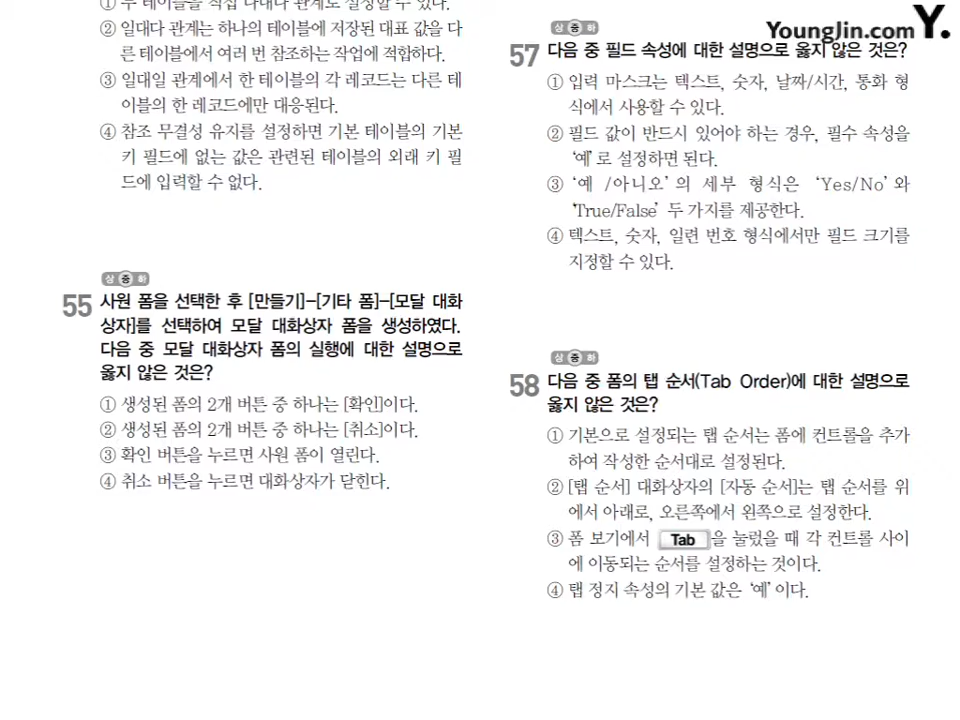 ① 두 테이블을 직접 다대다 관계로 설정할 수 있다.
② 일대다 관계는 하나의 테이블에 저장된 대표 값을 다
른 테이블에서 여러 번 참조하는 작업에 적합하다.
③ 일대일 관계에서 한 테이블의 각 레코드는 다른 테
이블의 한 레코드에만 대응된다.
④ 참조 무결성 유지를 설정하면 기본 테이블의 기본
키 필드에 없는 값은 관련된 테이블의 외래 키 필
드에 입력할 수 없다.
상 중 하
55 사원 폼을 선택한 후 [만들기]-[기타 폼]-[모달 대화
상자]를 선택하여 모달 대화상자 폼을 생성하였다.
다음 중 모달 대화상자 폼의 실행에 대한 설명으로
옳지 않은 것은?
① 생성된 폼의 2개 버튼 중 하나는 [확인]이다.
② 생성된 폼의 2개 버튼 중 하나는 [취소]이다.
③ 확인 버튼을 누르면 사원 폼이 열린다.
④ 취소 버튼을 누르면 대화상자가 닫힌다.
YoungJin.com Y.
상 중 하
57 다음 중 필드 속성에 대한 설명으로 옳지 않은 것은?
① 입력 마스크는 텍스트, 숫자, 날짜/시간, 통화 형
식에서 사용할 수 있다.
② 필드 값이 반드시 있어야 하는 경우, 필수 속성을
‘예’로 설정하면 된다.
③ ‘예 /아니오’의 세부 형식은 ‘Yes/No’와
‘True/False’ 두 가지를 제공한다.
④ 텍스트, 숫자, 일련 번호 형식에서만 필드 크기를
지정할 수 있다.
상 중 하
58 다음 중 폼의 탭 순서(Tab Order)에 대한 설명으로
옳지 않은 것은?
① 기본으로 설정되는 탭 순서는 폼에 컨트롤을 추가
하여 작성한 순서대로 설정된다.
② [탭 순서] 대화상자의 [자동 순서]는 탭 순서를 위
에서 아래로, 오른쪽에서 왼쪽으로 설정한다.
③ 폼 보기에서 Tab 을 눌렀을 때 각 컨트롤 사이
에 이동되는 순서를 설정하는 것이다.
④ 탭 정지 속성의 기본 값은 ‘예’이다.